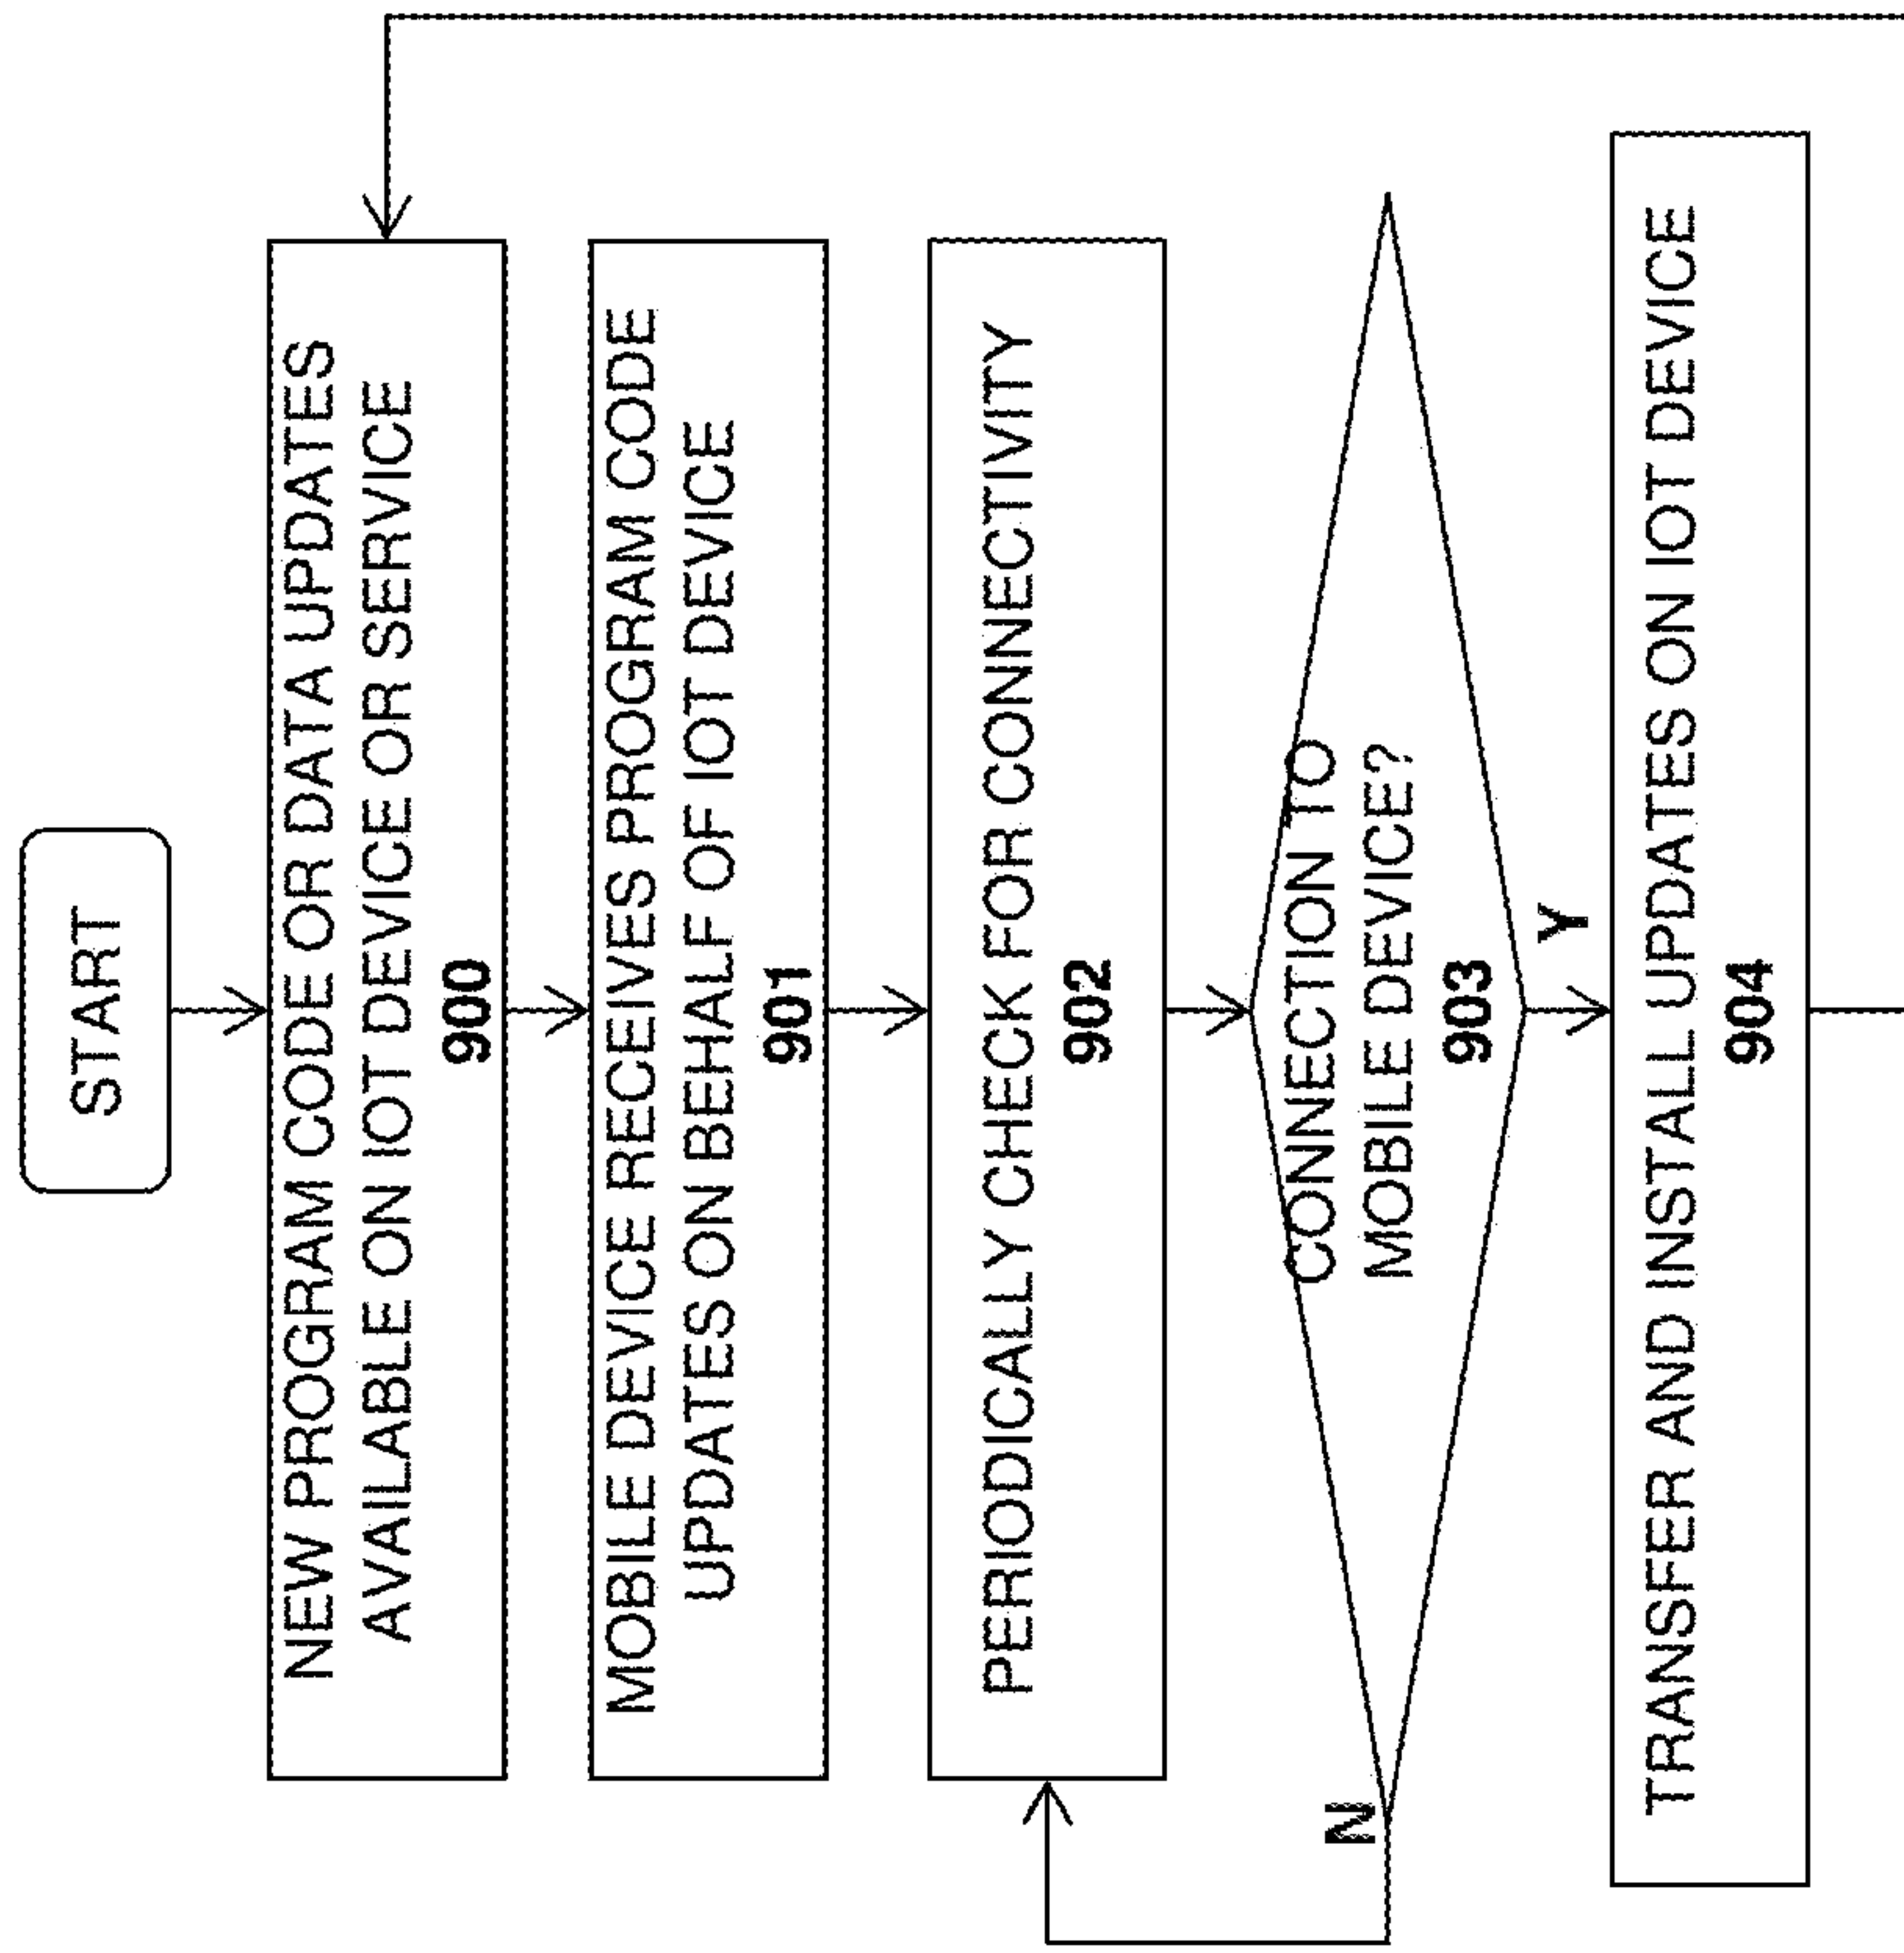 START
NEW PROGRAM CODE OR DATA UPDATES
AVAILABLE ON IOT DEVICE OR SERVICE
900
MOBILE DEVICE RECEIVES PROGRAM CODE
UPDATES ON BEHALF OF IOT DEVICE
901
PERIODICALLY CHECK FOR CONNECTIVITY
902
CONNECTION TO
MOBILE DEVICE?
903
N
Y
TRANSFER AND INSTALL UPDATES ON IOT DEVICE
904